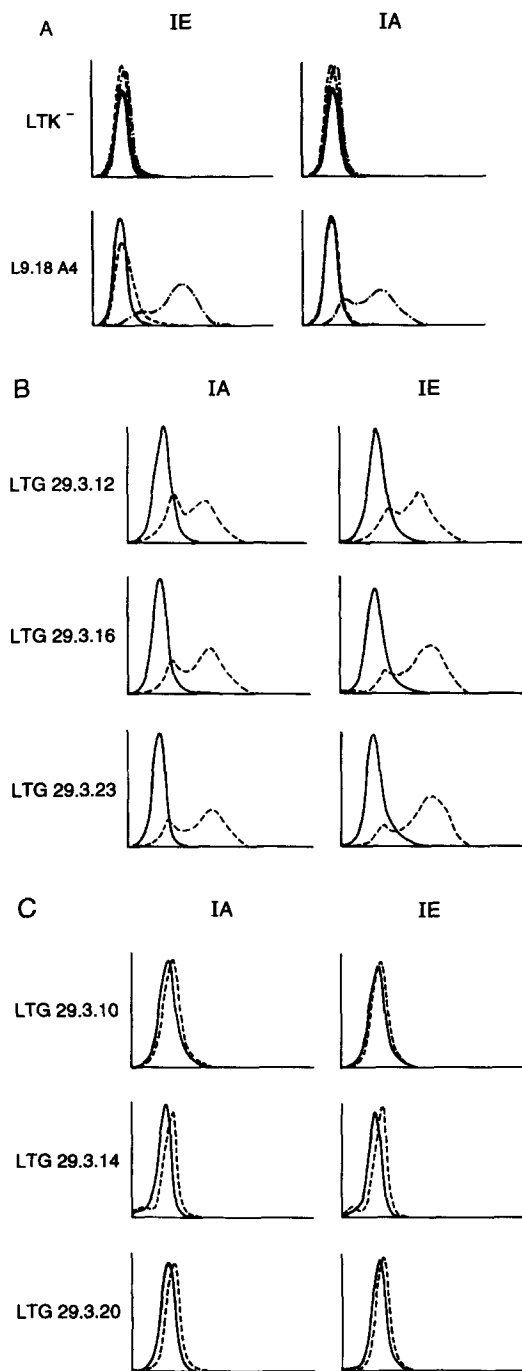 A
IE IA
LTK⁻
L9.18 A4
B
IA IE
LTG 29.3.12
LTG 29.3.16
LTG 29.3.23
C
IA IE
LTG 29.3.10
LTG 29.3.14
LTG 29.3.20